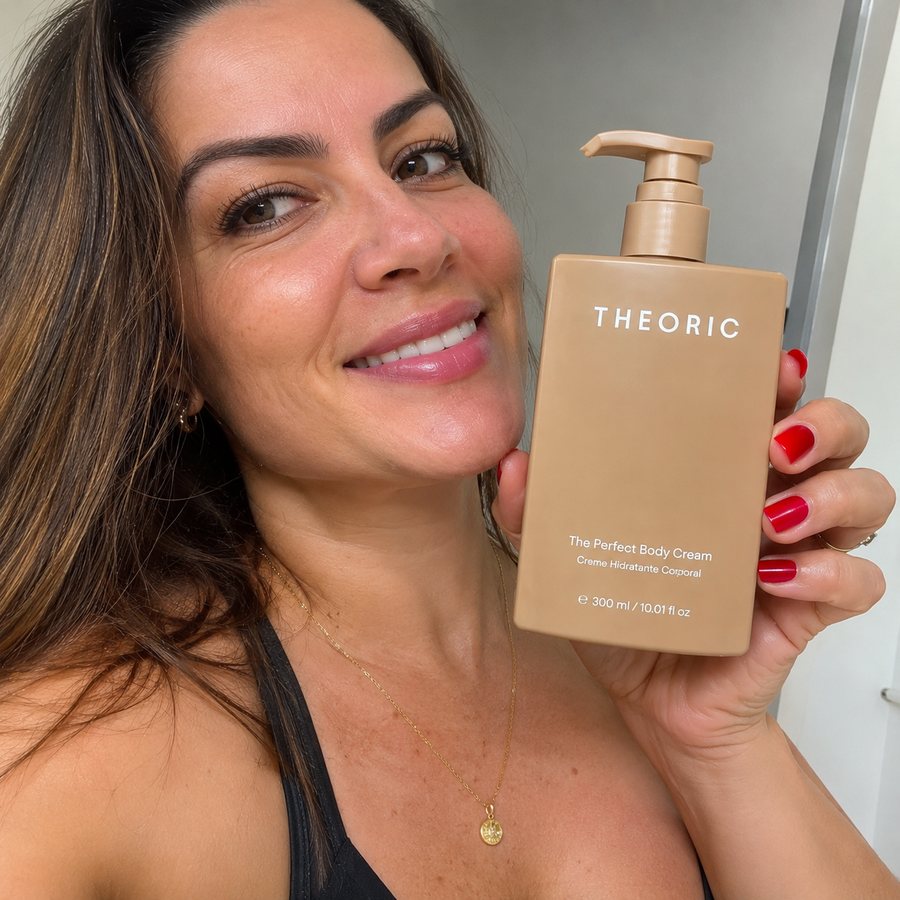 THEORIC
The Perfect Body Cream
Creme Hidratante Corporal
℮ 300 ml / 10.01 fl oz